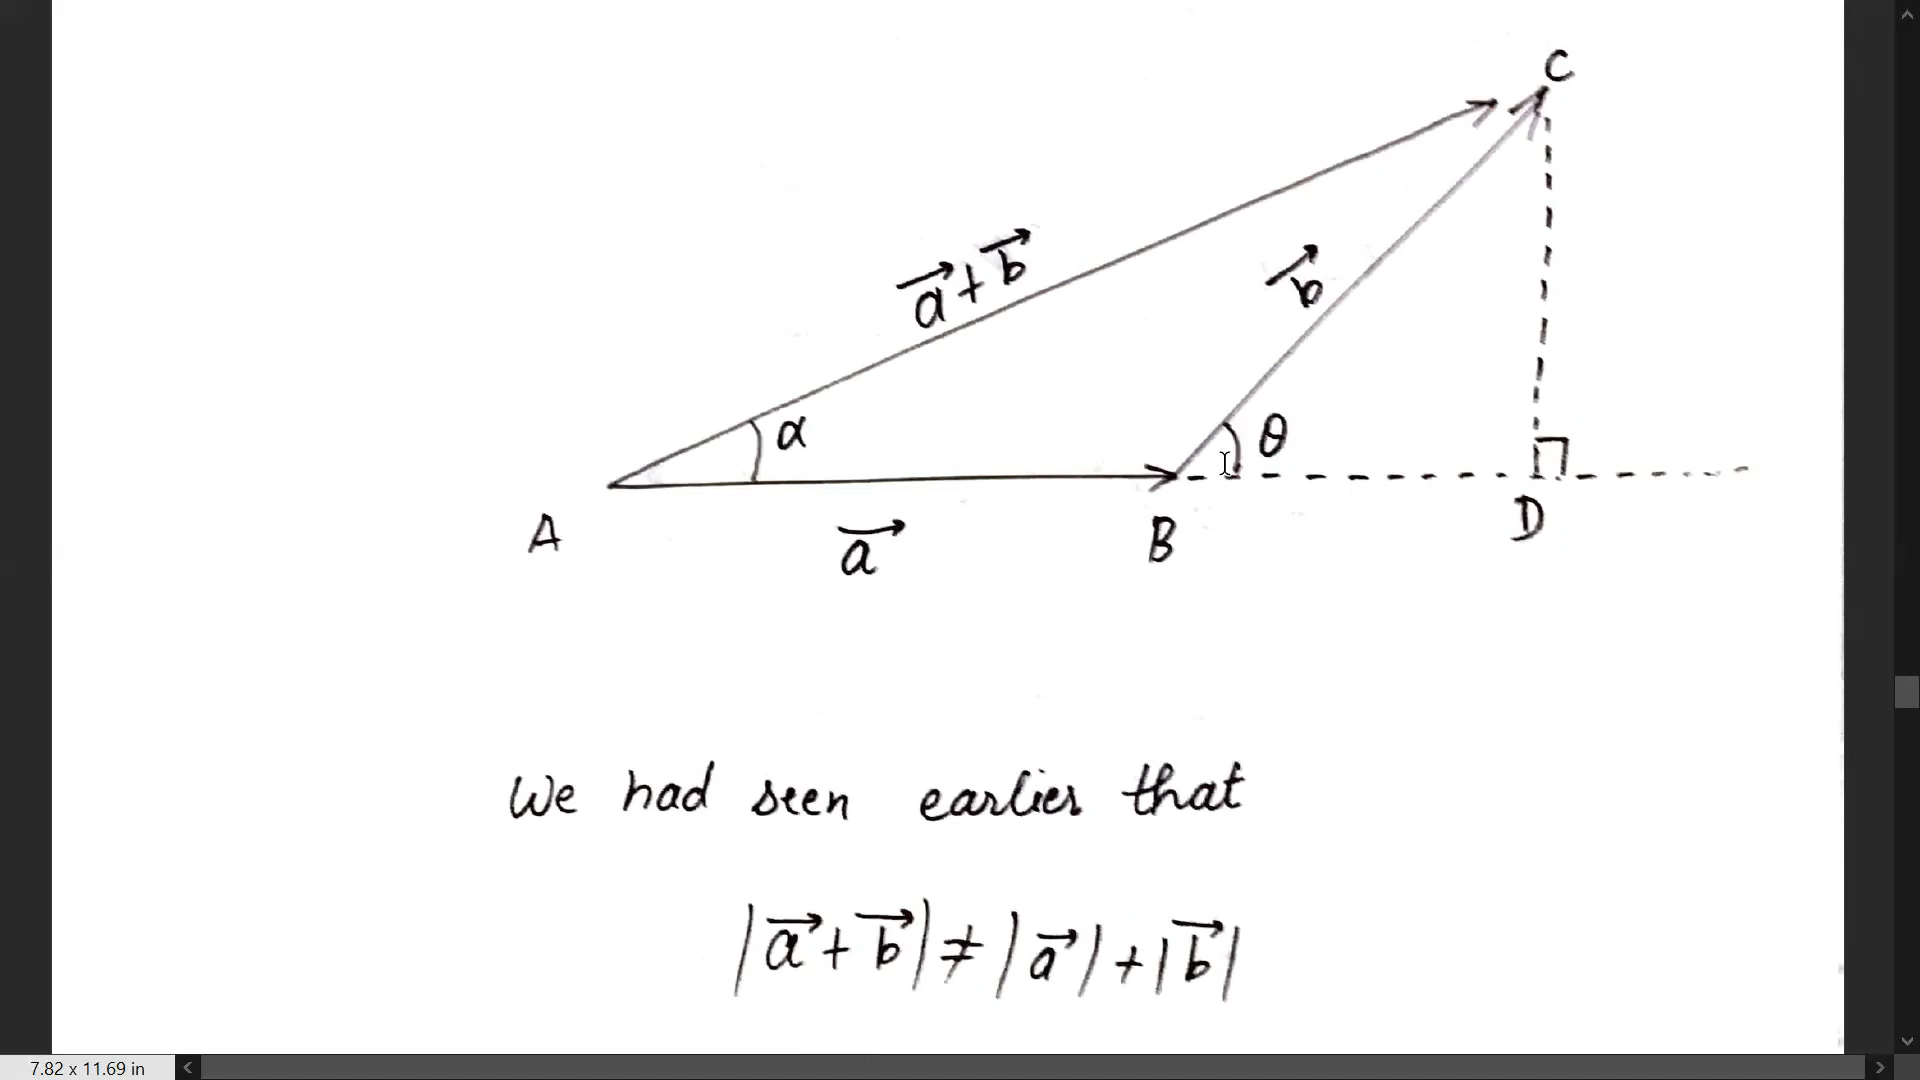 C
a⃗ + b⃗
b⃗
α
θ
A
a⃗
B
D
We had seen earlier that
|a⃗ + b⃗| ≠ |a⃗| + |b⃗|
7.82 x 11.69 in